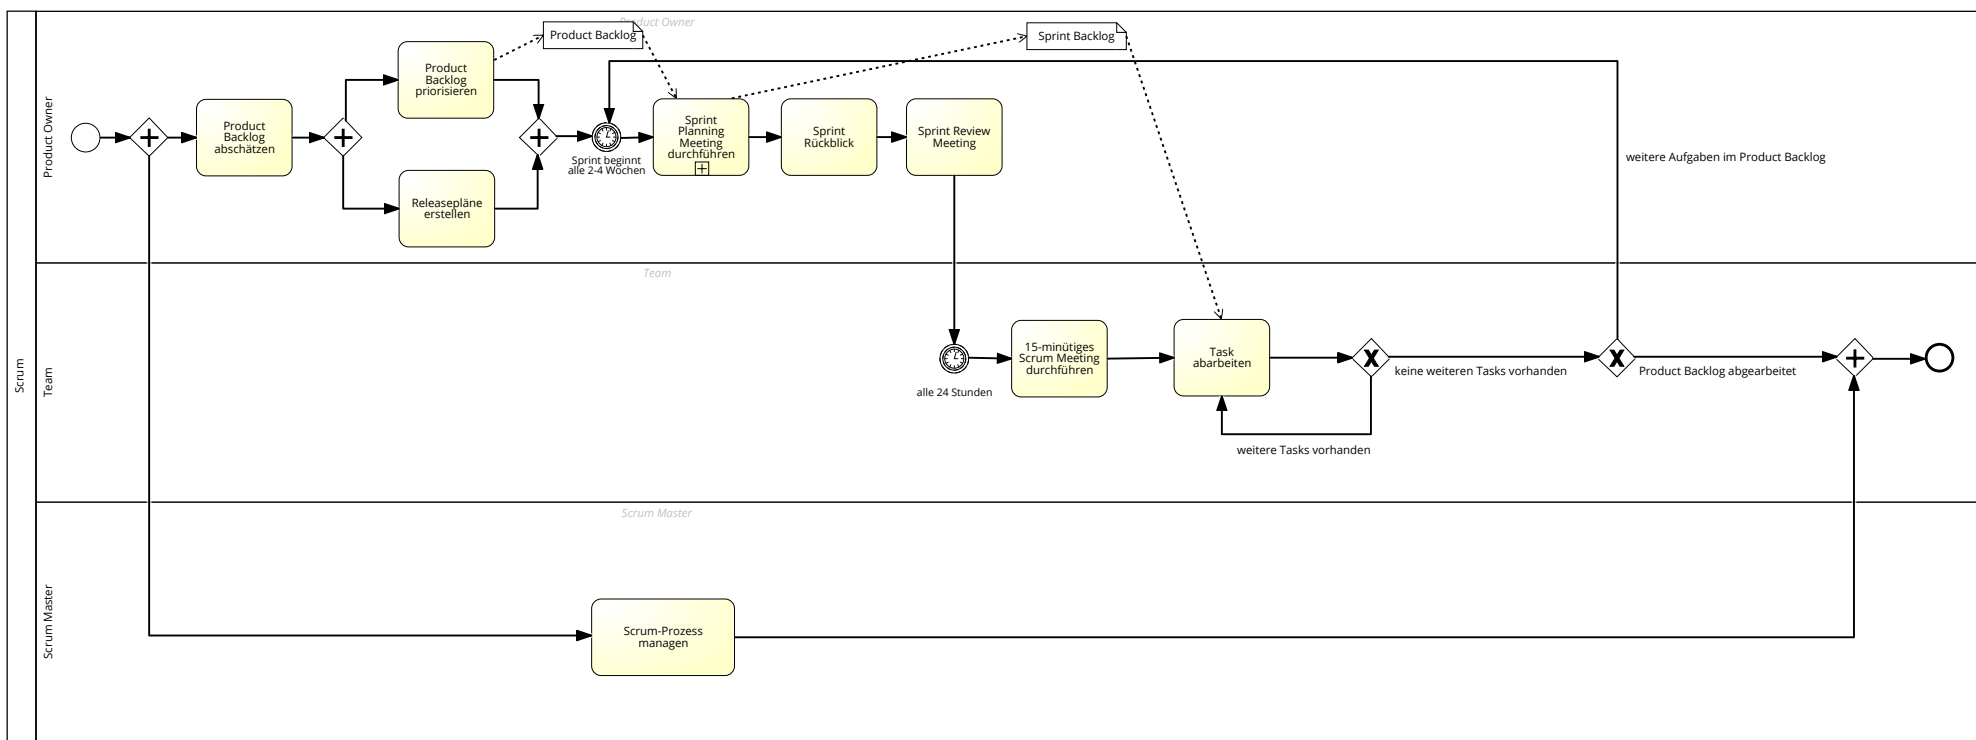 Scrum
Product Owner
Product Owner
Product
Backlog
abschätzen
Product
Backlog
priorisieren
Releasepläne
erstellen
Product Backlog
Sprint beginnt
alle 2-4 Wochen
Sprint
Planning
Meeting
durchführen
Sprint
Rückblick
Sprint Review
Meeting
Sprint Backlog
weitere Aufgaben im Product Backlog
Team
Team
alle 24 Stunden
15-minütiges
Scrum Meeting
durchführen
Task
abarbeiten
weitere Tasks vorhanden
keine weiteren Tasks vorhanden
Product Backlog abgearbeitet
Scrum Master
Scrum Master
Scrum-Prozess
managen